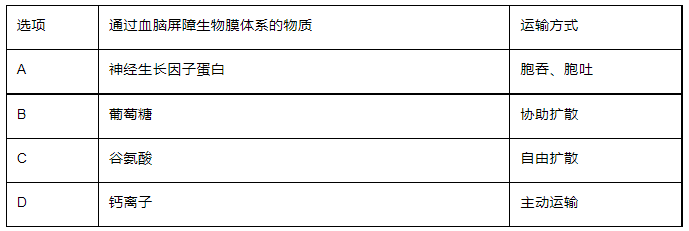 选项 通过血脑屏障生物膜体系的物质 运输方式
A 神经生长因子蛋白 胞吞、胞吐
B 葡萄糖 协助扩散
C 谷氨酸 自由扩散
D 钙离子 主动运输